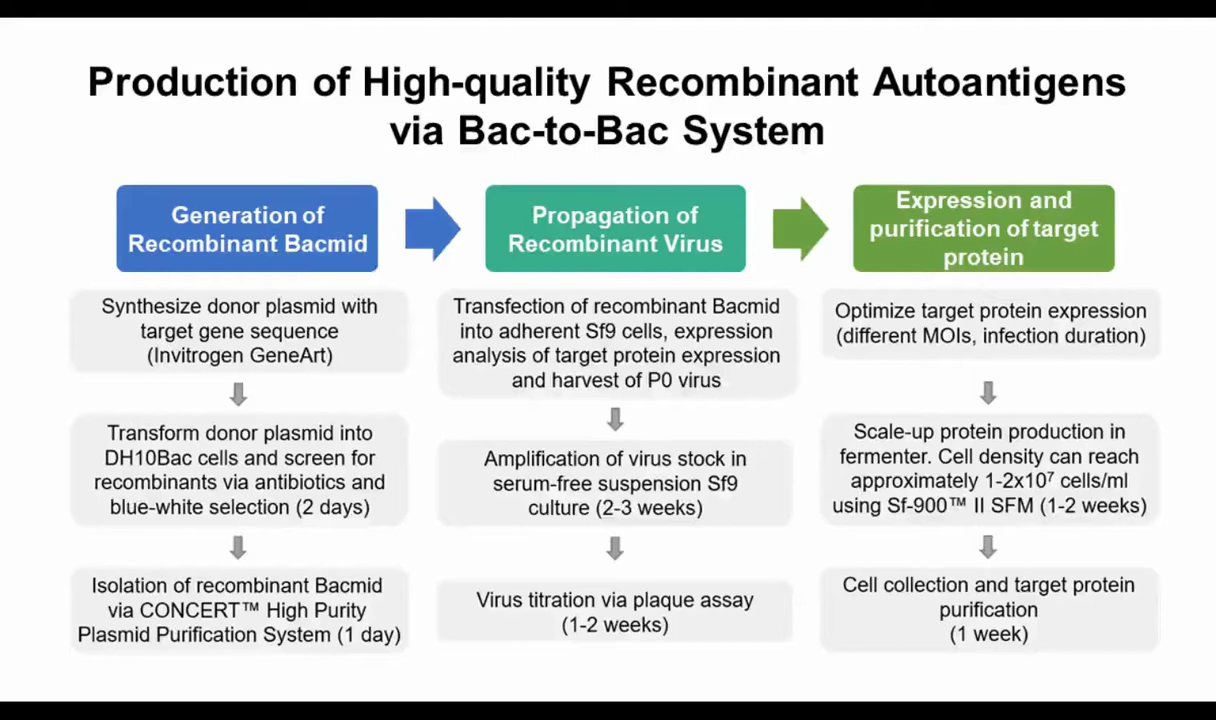 Production of High-quality Recombinant Autoantigens
via Bac-to-Bac System
Generation of
Recombinant Bacmid
Synthesize donor plasmid with
target gene sequence
(Invitrogen GeneArt)
Transform donor plasmid into
DH10Bac cells and screen for
recombinants via antibiotics and
blue-white selection (2 days)
Isolation of recombinant Bacmid
via CONCERT™ High Purity
Plasmid Purification System (1 day)
Propagation of
Recombinant Virus
Transfection of recombinant Bacmid
into adherent Sf9 cells, expression
analysis of target protein expression
and harvest of P0 virus
Amplification of virus stock in
serum-free suspension Sf9
culture (2-3 weeks)
Virus titration via plaque assay
(1-2 weeks)
Expression and
purification of target
protein
Optimize target protein expression
(different MOIs, infection duration)
Scale-up protein production in
fermenter. Cell density can reach
approximately 1-2x10⁷ cells/ml
using Sf-900™ II SFM (1-2 weeks)
Cell collection and target protein
purification
(1 week)